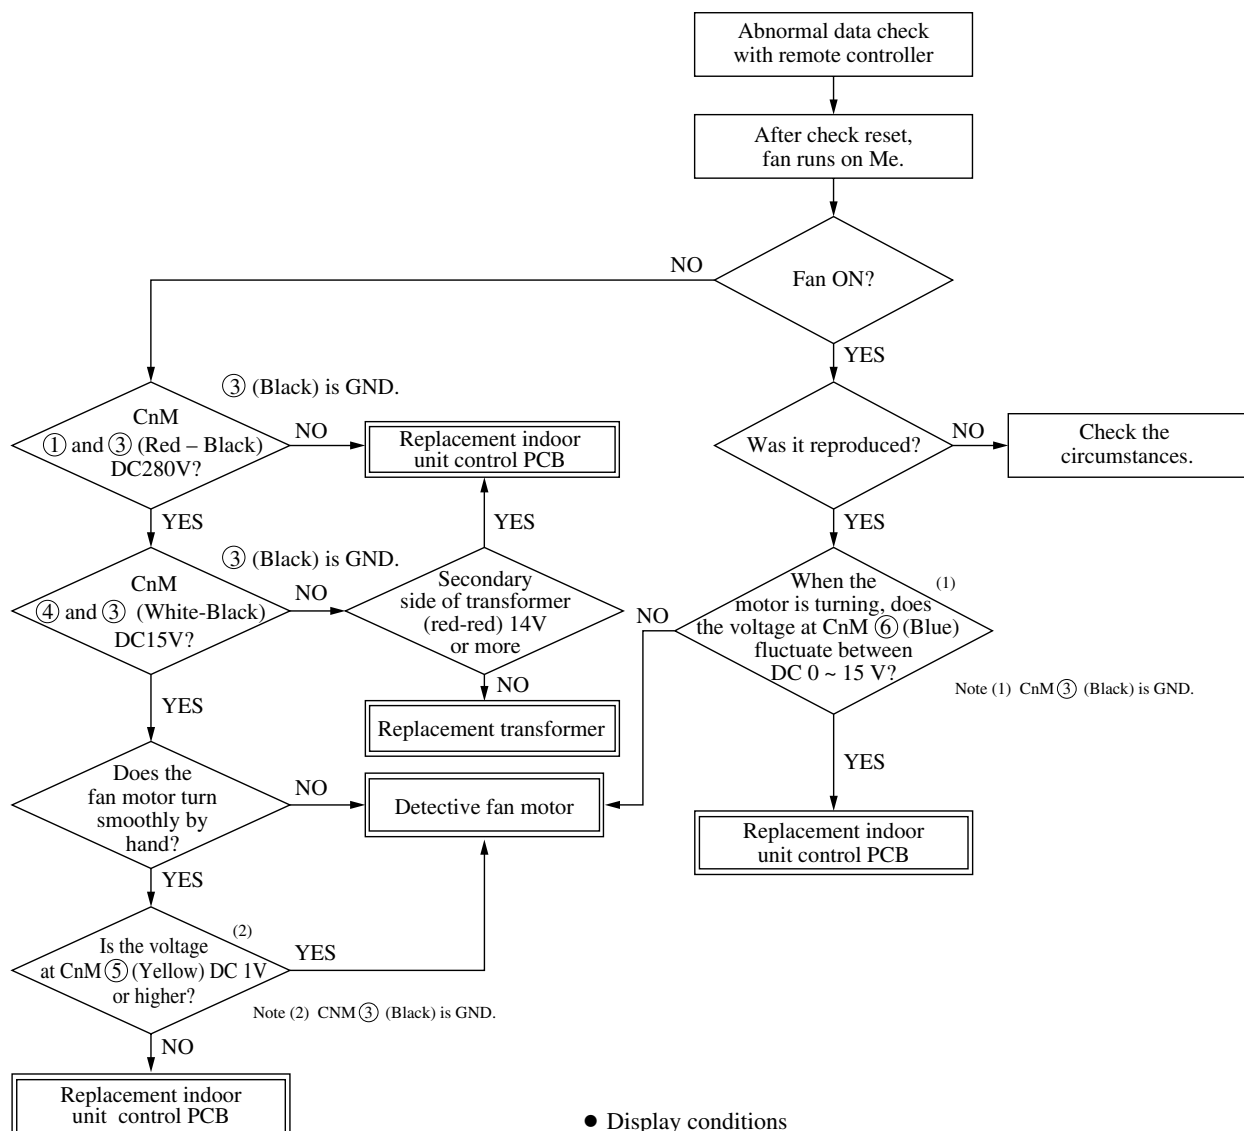 Abnormal data check
with remote controller
After check reset,
fan runs on Me.
Fan ON?
NO
YES
③ (Black) is GND.
CnM
① and ③ (Red – Black)
DC280V?
NO
Replacement indoor
unit control PCB
YES
Was it reproduced?
NO
Check the
circumstances.
YES
YES
③ (Black) is GND.
CnM
④ and ③ (White-Black)
DC15V?
NO
Secondary
side of transformer
(red-red) 14V
or more
NO
Replacement transformer
When the
motor is turning, does
the voltage at CnM ⑥ (Blue)
fluctuate between
DC 0 ~ 15 V?
(1)
NO
Note (1) CnM③ (Black) is GND.
YES
YES
Does the
fan motor turn
smoothly by
hand?
NO
Detective fan motor
Replacement indoor
unit control PCB
YES
Is the voltage
at CnM ⑤ (Yellow) DC 1V
or higher?
(2)
YES
Note (2) CNM③ (Black) is GND.
NO
Replacement indoor
unit control PCB
● Display conditions